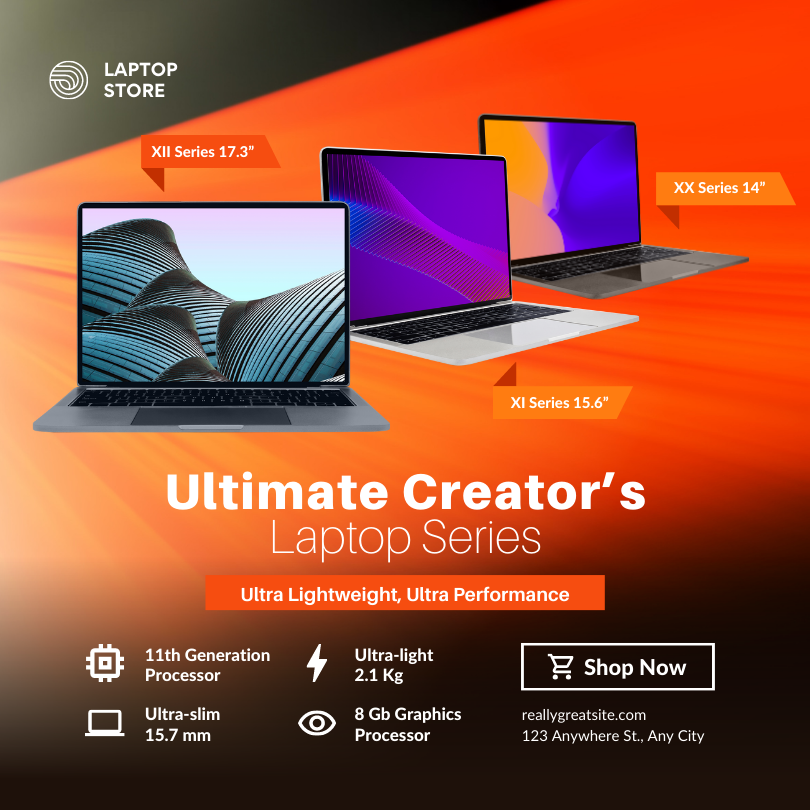 LAPTOP
STORE
XII Series 17.3”
XX Series 14”
XI Series 15.6”
Ultimate Creator’s
Laptop Series
Ultra Lightweight, Ultra Performance
11th Generation
Processor
Ultra-light
2.1 Kg
Shop Now
Ultra-slim
15.7 mm
8 Gb Graphics
Processor
reallygreatsite.com
123 Anywhere St., Any City